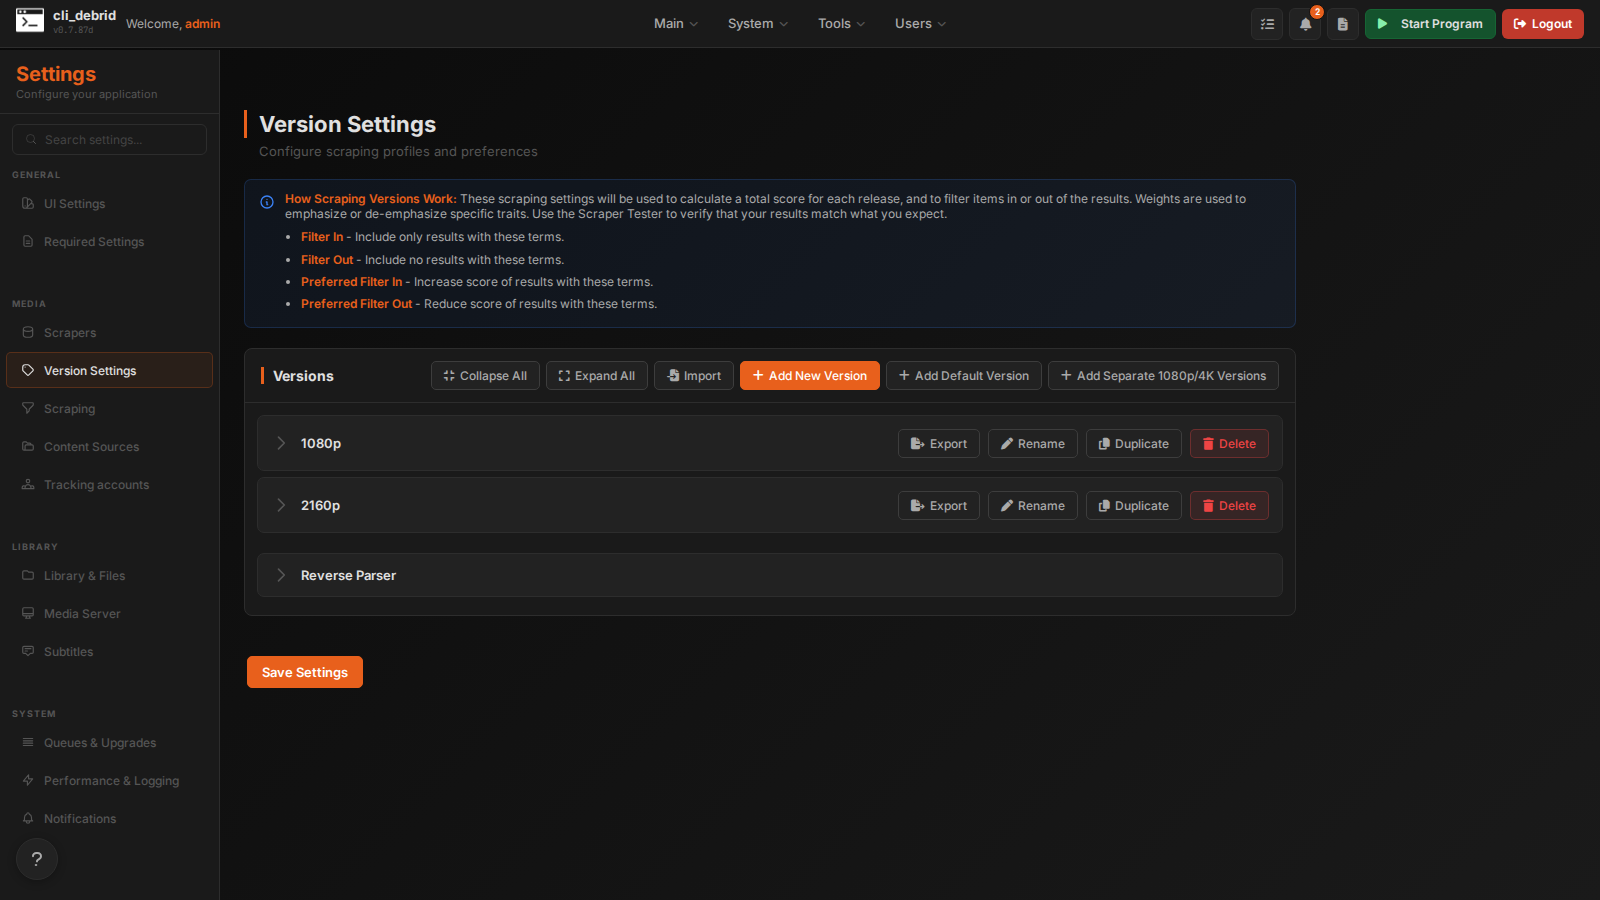 cli_debrid
v0.7.87d
Welcome, admin
Main
System
Tools
Users
2
Start Program
Logout
Settings
Configure your application
Search settings...
GENERAL
UI Settings
Required Settings
MEDIA
Scrapers
Version Settings
Scraping
Content Sources
Tracking accounts
LIBRARY
Library & Files
Media Server
Subtitles
SYSTEM
Queues & Upgrades
Performance & Logging
Notifications
?
Version Settings
Configure scraping profiles and preferences
How Scraping Versions Work: These scraping settings will be used to calculate a total score for each release, and to filter items in or out of the results. Weights are used to
emphasize or de-emphasize specific traits. Use the Scraper Tester to verify that your results match what you expect.
• Filter In - Include only results with these terms.
• Filter Out - Include no results with these terms.
• Preferred Filter In - Increase score of results with these terms.
• Preferred Filter Out - Reduce score of results with these terms.
Versions
Collapse All
Expand All
Import
+ Add New Version
+ Add Default Version
+ Add Separate 1080p/4K Versions
1080p
Export
Rename
Duplicate
Delete
2160p
Export
Rename
Duplicate
Delete
Reverse Parser
Save Settings